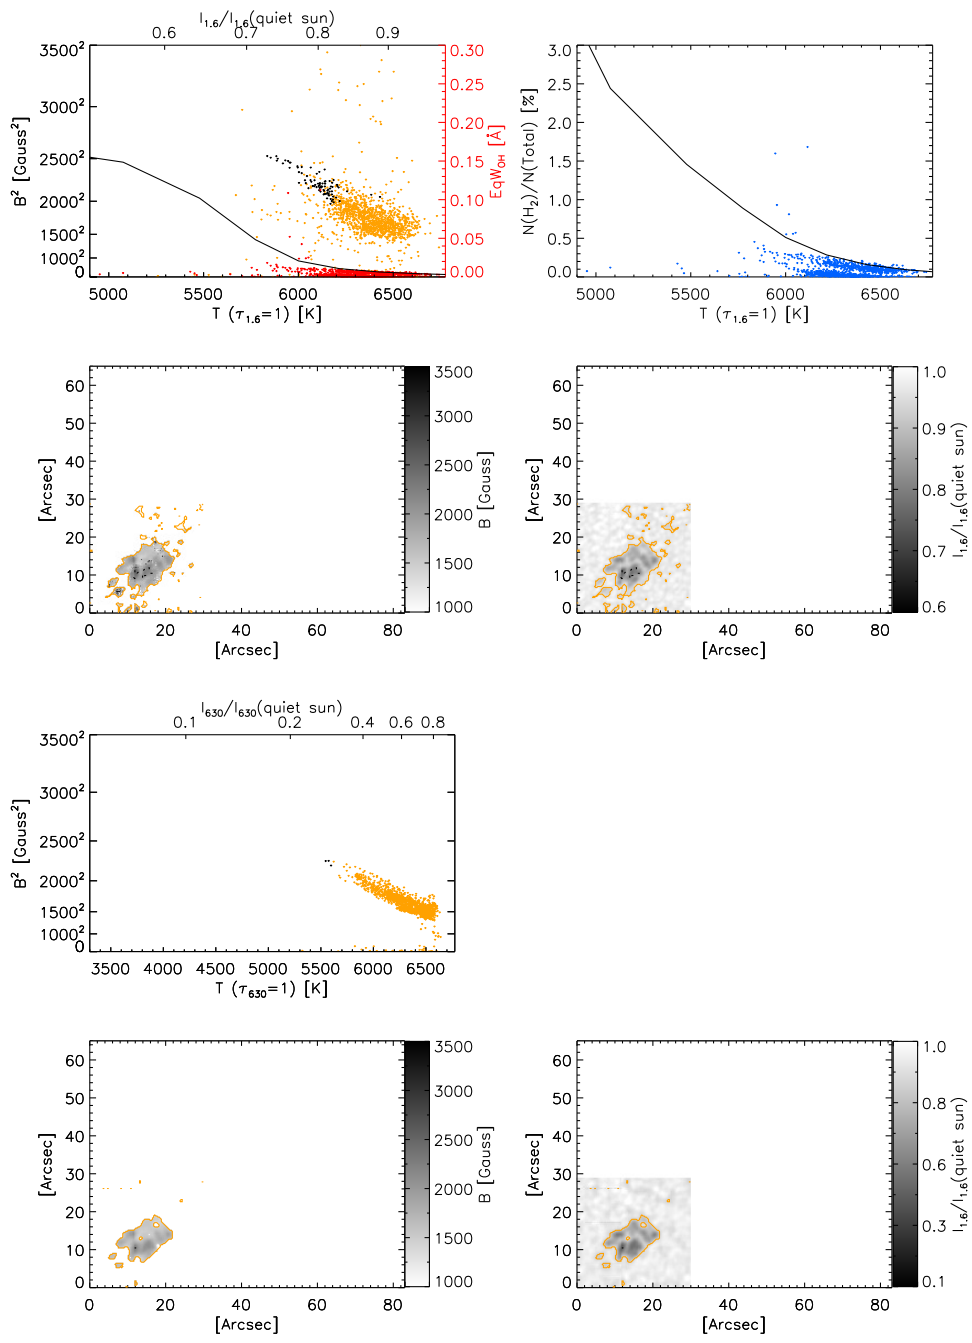 I1.6/I1.6(quiet sun)
0.6 0.7 0.8 0.9
3500² 3000² 2500² 2000² 1500² 1000² 0
B² [Gauss²]
0.30 0.25 0.20 0.15 0.10 0.05 0.00
EqWOH [Å]
5000 5500 6000 6500
T (τ1.6=1) [K]
3.0 2.5 2.0 1.5 1.0 0.5 0.0
N(H2)/N(Total) [%]
5000 5500 6000 6500
T (τ1.6=1) [K]
60 50 40 30 20 10 0
[Arcsec]
0 20 40 60 80
[Arcsec]
3500 3000 2500 2000 1500 1000
B [Gauss]
60 50 40 30 20 10 0
[Arcsec]
0 20 40 60 80
[Arcsec]
1.0 0.9 0.8 0.7 0.6
I1.6/I1.6(quiet sun)
I630/I630(quiet sun)
0.1 0.2 0.4 0.6 0.8
3500² 3000² 2500² 2000² 1500² 1000² 0
B² [Gauss²]
3500 4000 4500 5000 5500 6000 6500
T (τ630=1) [K]
60 50 40 30 20 10 0
[Arcsec]
0 20 40 60 80
[Arcsec]
3500 3000 2500 2000 1500 1000
B [Gauss]
60 50 40 30 20 10 0
[Arcsec]
0 20 40 60 80
[Arcsec]
1.0 0.8 0.6 0.3 0.1
I1.6/I1.6(quiet sun)